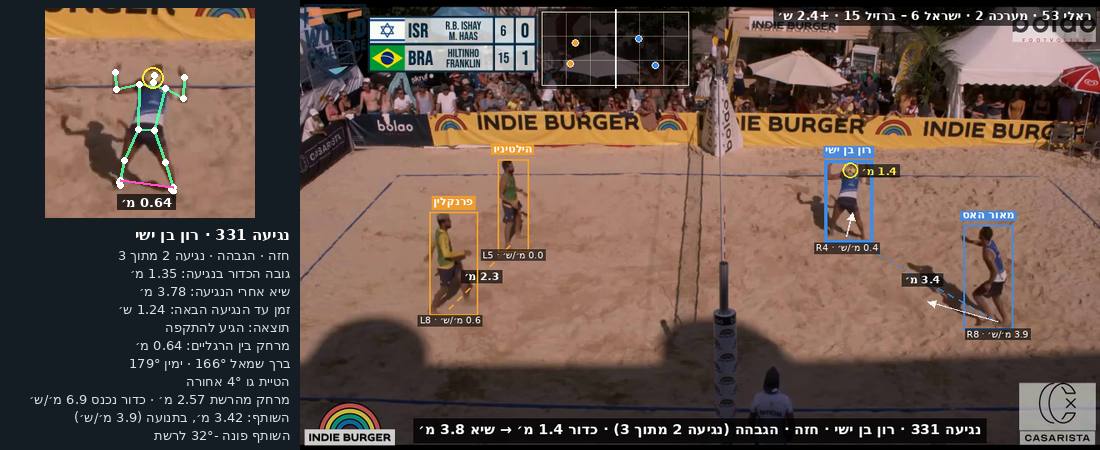 0.64 מ׳
נגיעה 331 · רון בן ישי
חזה · הגבהה · נגיעה 2 מתוך 3
גובה הכדור בנגיעה: 1.35 מ׳
שיא אחרי הנגיעה: 3.78 מ׳
זמן עד הנגיעה הבאה: 1.24 ש׳
תוצאה: הגיע להתקפה
מרחק בין הרגליים: 0.64 מ׳
ברך שמאל 166° · ימין 179°
הטיית גו 4° אחורה
מרחק מהרשת 2.57 מ׳ · כדור נכנס 6.9 מ׳/ש׳
השותף: 3.42 מ׳, בתנועה (3.9 מ׳/ש׳)
השותף פונה -32° לרשת
ראלי 53 · מערכה 2 · ישראל 6 – ברזיל 15 · +2.4 ש׳
WORLD
ISR R.B. ISHAY M. HAAS 6 0
BRA HILTINHO FRANKLIN 15 1
INDIE BURGER
bolao
FOOTVOLLEY
bolao
INDIE BURGER
INDIE BURGER
INDIE BURGER
bolao
הילטיניו
פרנקלין
רון בן ישי
מאור האס
1.4 מ׳
L5 · 0.0 מ׳/ש׳
R4 · 0.4 מ׳/ש׳
2.3 מ׳
3.4 מ׳
L8 · 0.6 מ׳/ש׳
R8 · 3.9 מ׳/ש׳
INDIE BURGER
נגיעה 331 · רון בן ישי · חזה · הגבהה (נגיעה 2 מתוך 3) · כדור 1.4 מ׳ → שיא 3.8 מ׳
CASARISTA